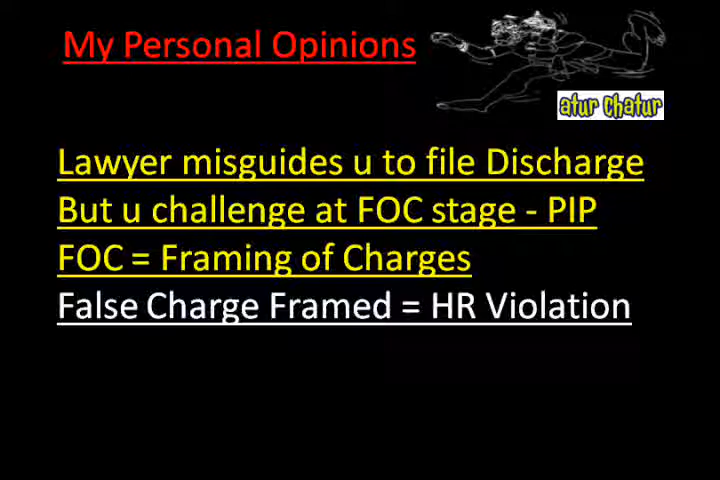 My Personal Opinions
atur chatur
Lawyer misguides u to file Discharge
But u challenge at FOC stage - PIP
FOC = Framing of Charges
False Charge Framed = HR Violation